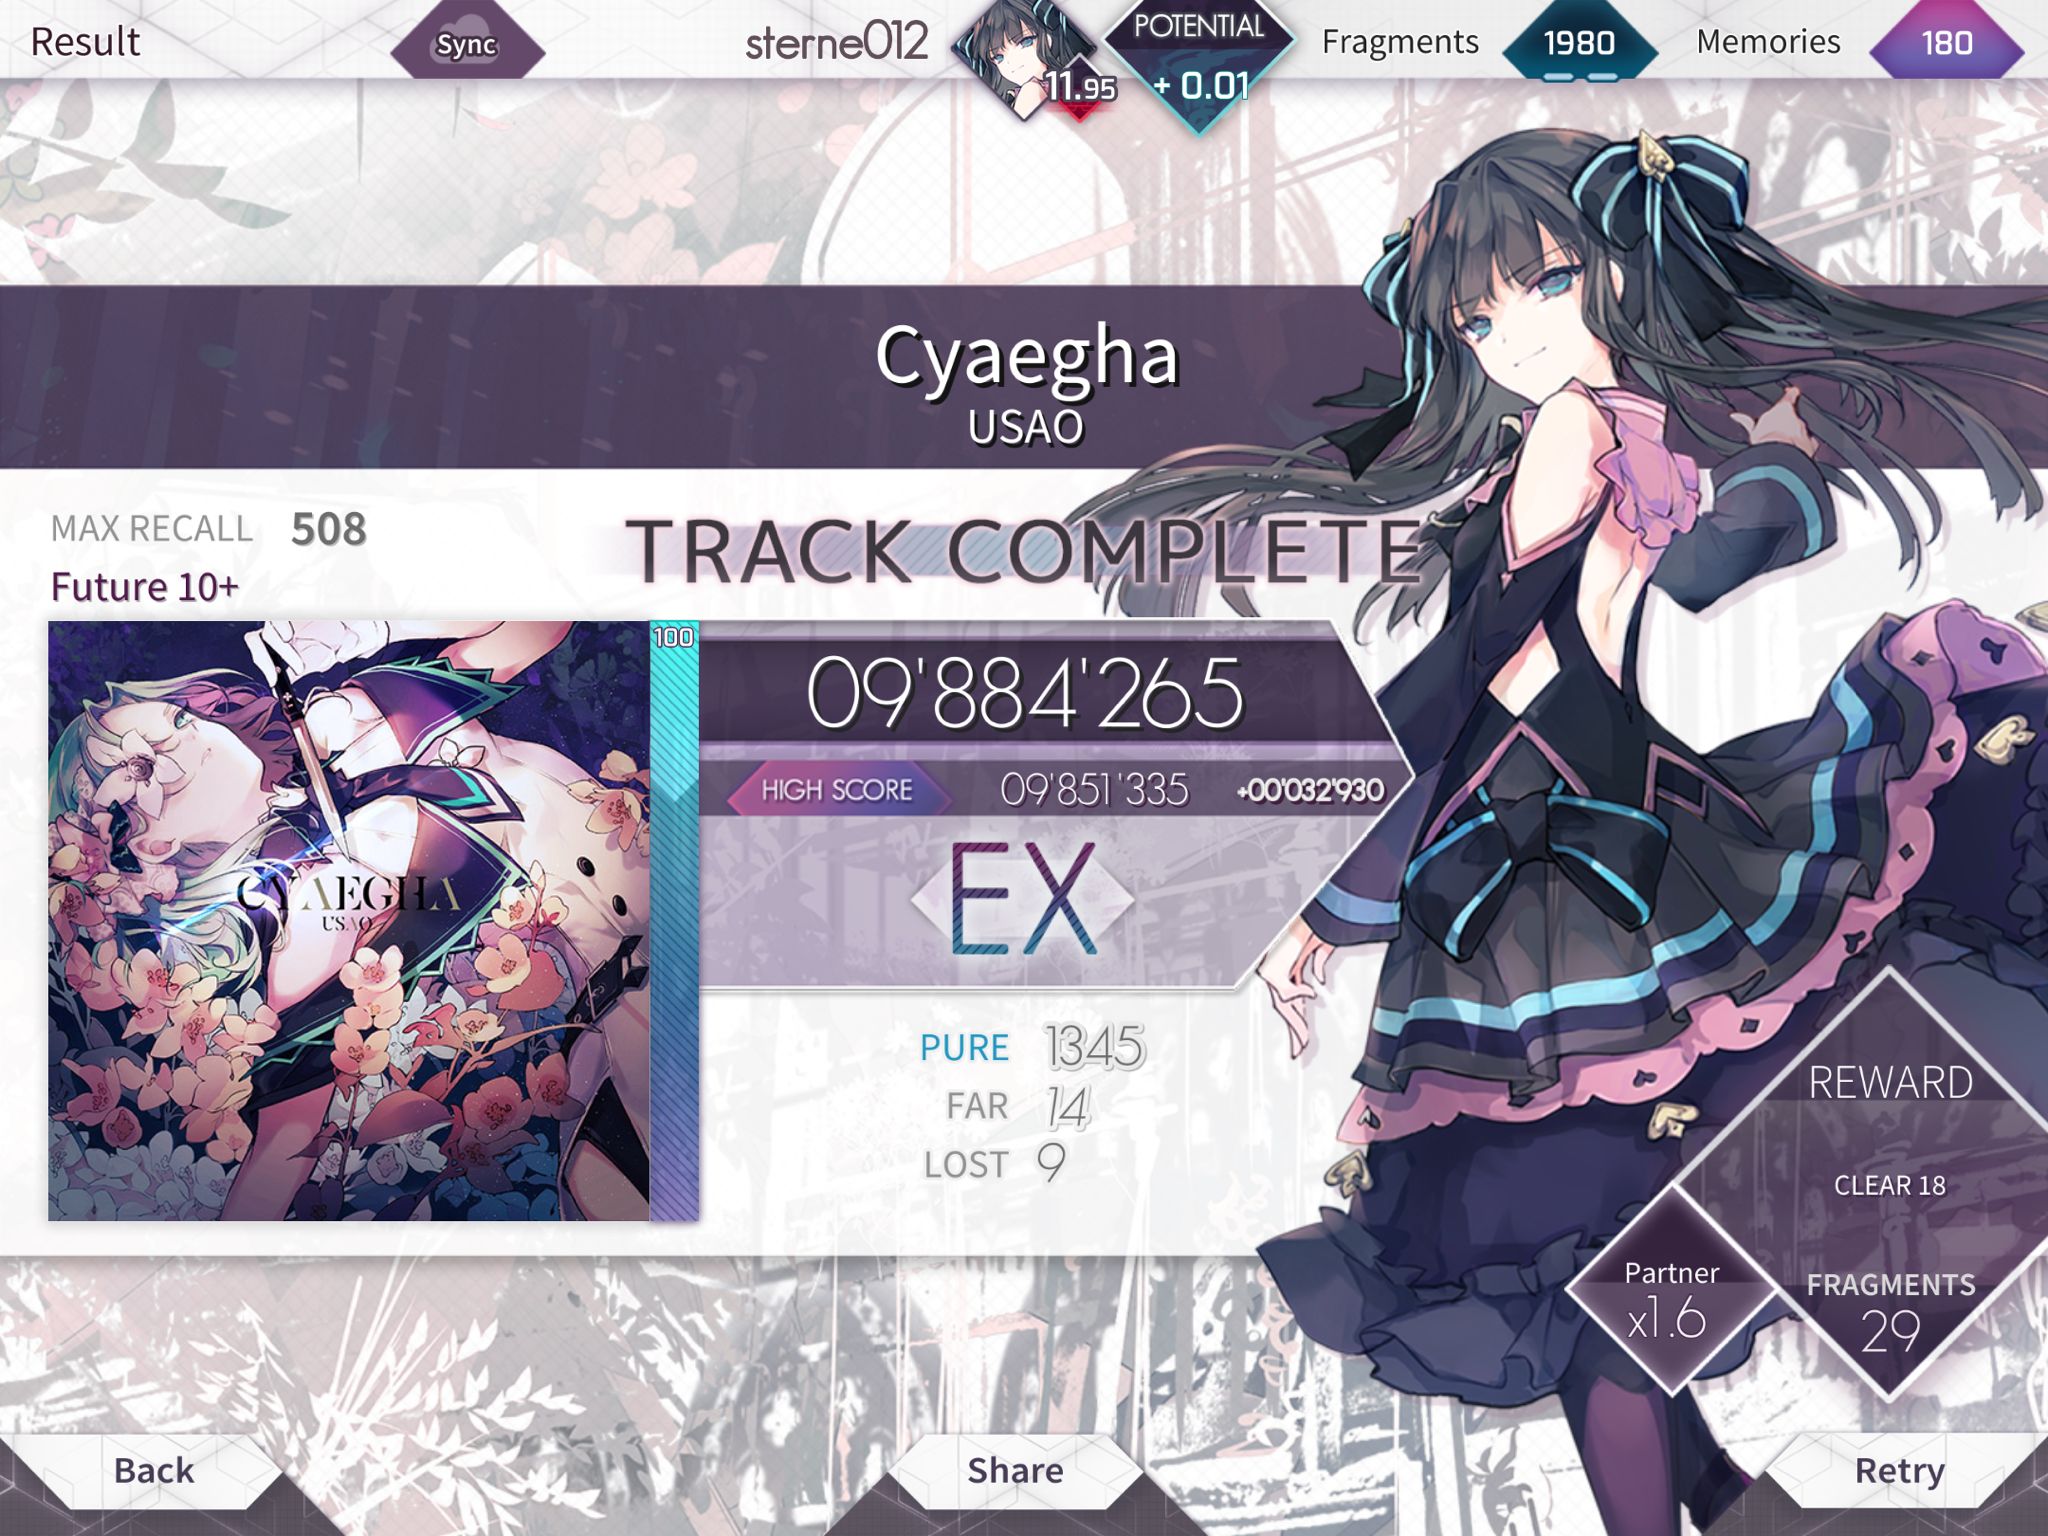 Result
Sync
sterne012
11.95
POTENTIAL
+ 0.01
Fragments
1980
Memories
180
Cyaegha
USAO
MAX RECALL 508
Future 10+
TRACK COMPLETE
100
09'884'265
HIGH SCORE 09'851'335 +00'032'930
EX
CYAEGHA
USAO
PURE 1345
FAR 14
LOST 9
REWARD
CLEAR 18
Partner
x1.6
FRAGMENTS
29
Back
Share
Retry